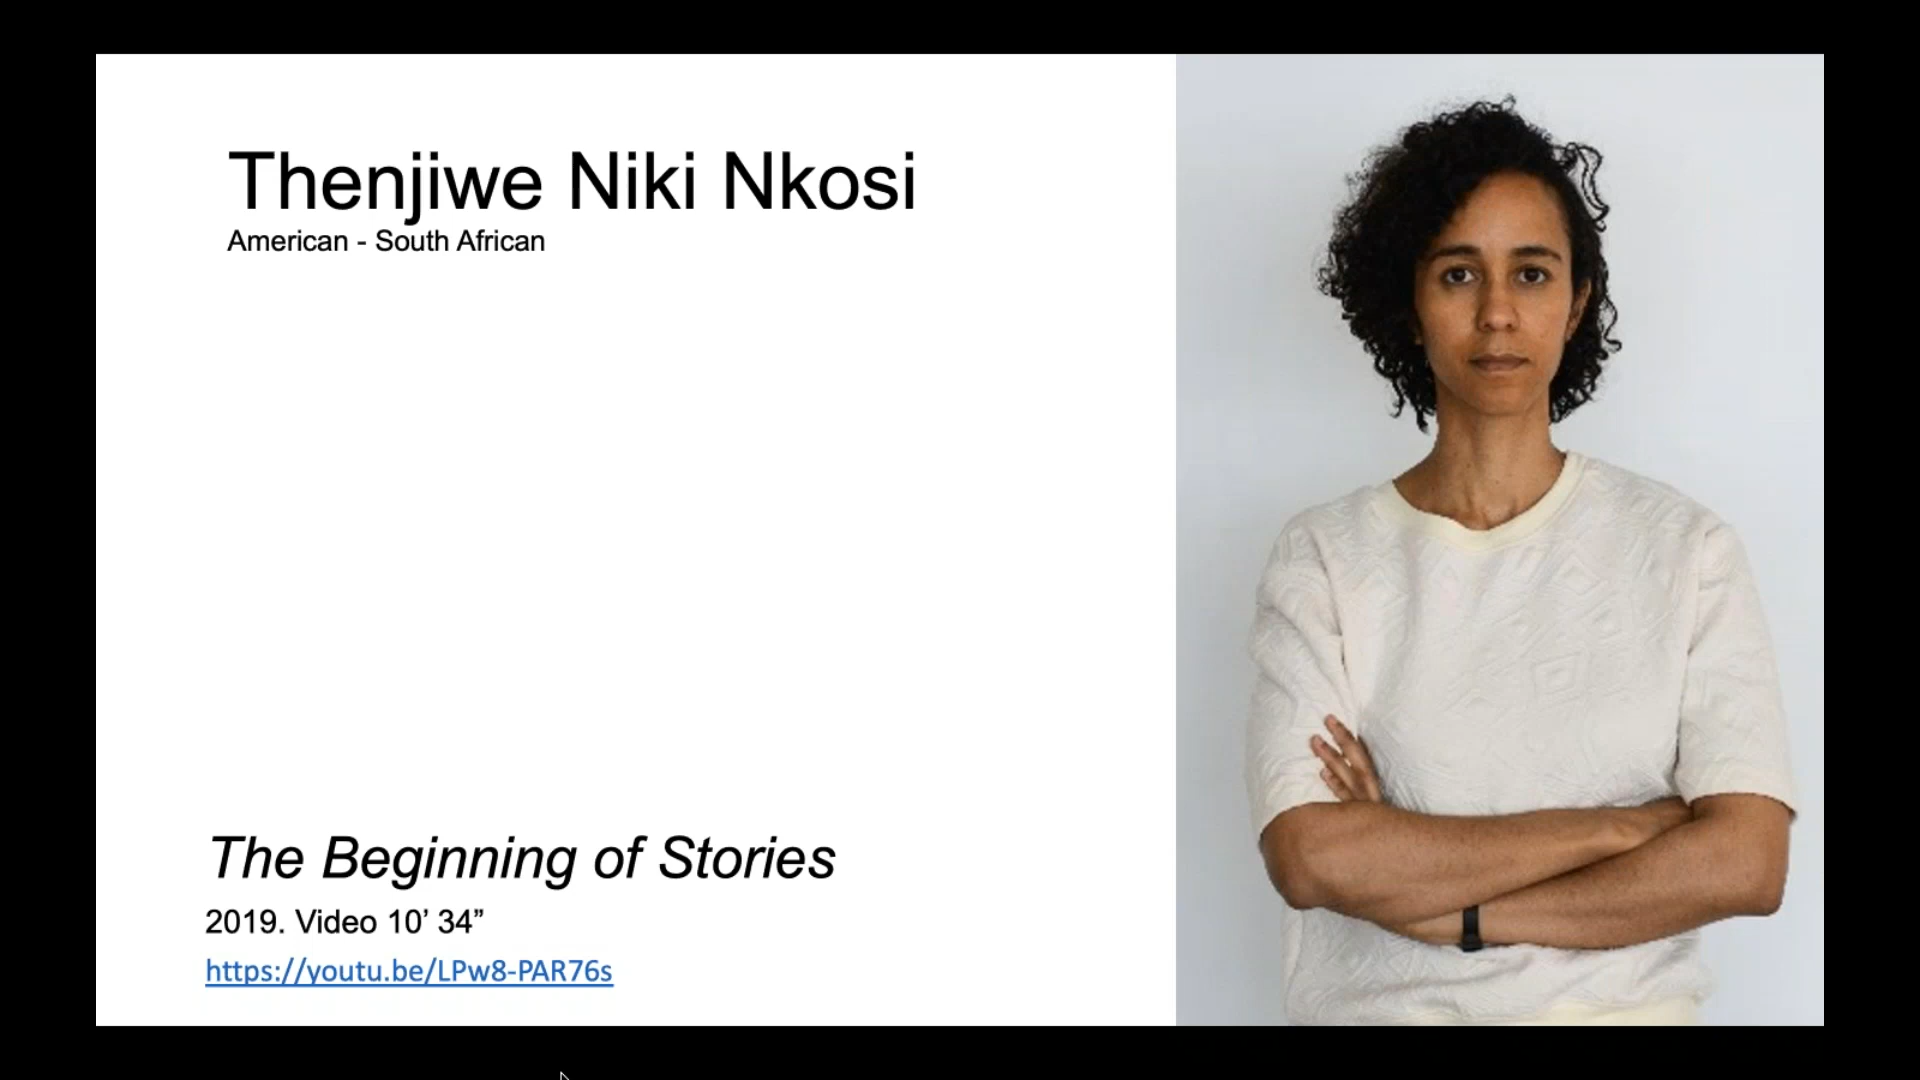 Thenjiwe Niki Nkosi
American - South African
The Beginning of Stories
2019. Video 10’ 34”
https://youtu.be/LPw8-PAR76s